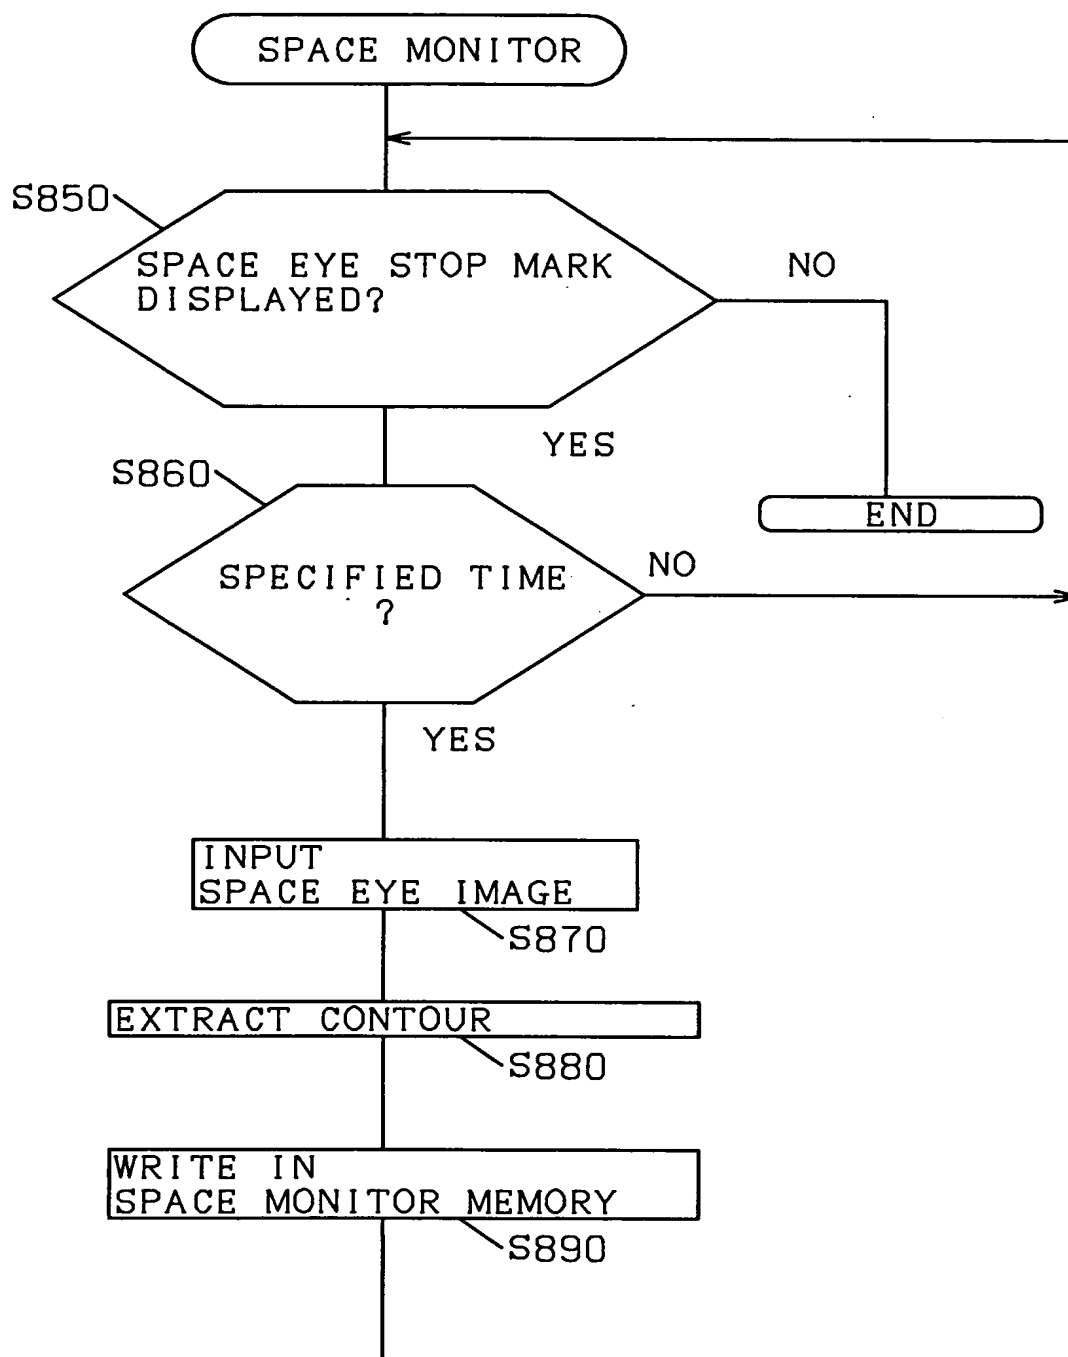 SPACE MONITOR
S850
SPACE EYE STOP MARK
DISPLAYED?
NO
YES
S860
END
SPECIFIED TIME
?
NO
YES
INPUT
SPACE EYE IMAGE
S870
EXTRACT CONTOUR
S880
WRITE IN
SPACE MONITOR MEMORY
S890